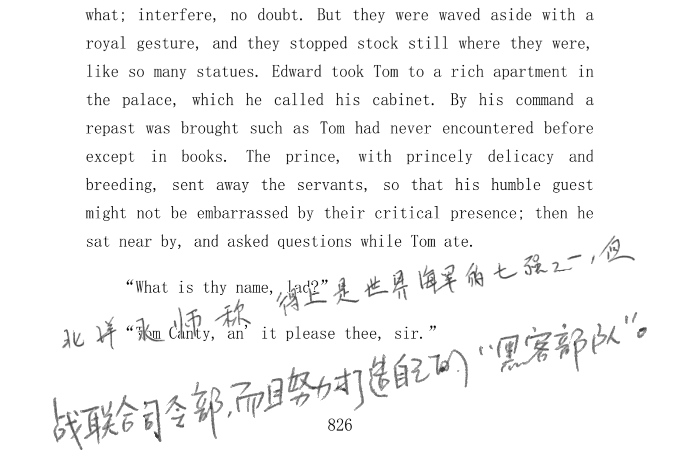 what; interfere, no doubt. But they were waved aside with a
royal gesture, and they stopped stock still where they were,
like so many statues. Edward took Tom to a rich apartment in
the palace, which he called his cabinet. By his command a
repast was brought such as Tom had never encountered before
except in books. The prince, with princely delicacy and
breeding, sent away the servants, so that his humble guest
might not be embarrassed by their critical presence; then he
sat near by, and asked questions while Tom ate.
“What is thy name, lad?”
北洋水师称得上是世界海军的七强之一，但
“Tom Canty, an’ it please thee, sir.”
战联合司令部，而且努力打造自己的“黑客部队”。
826